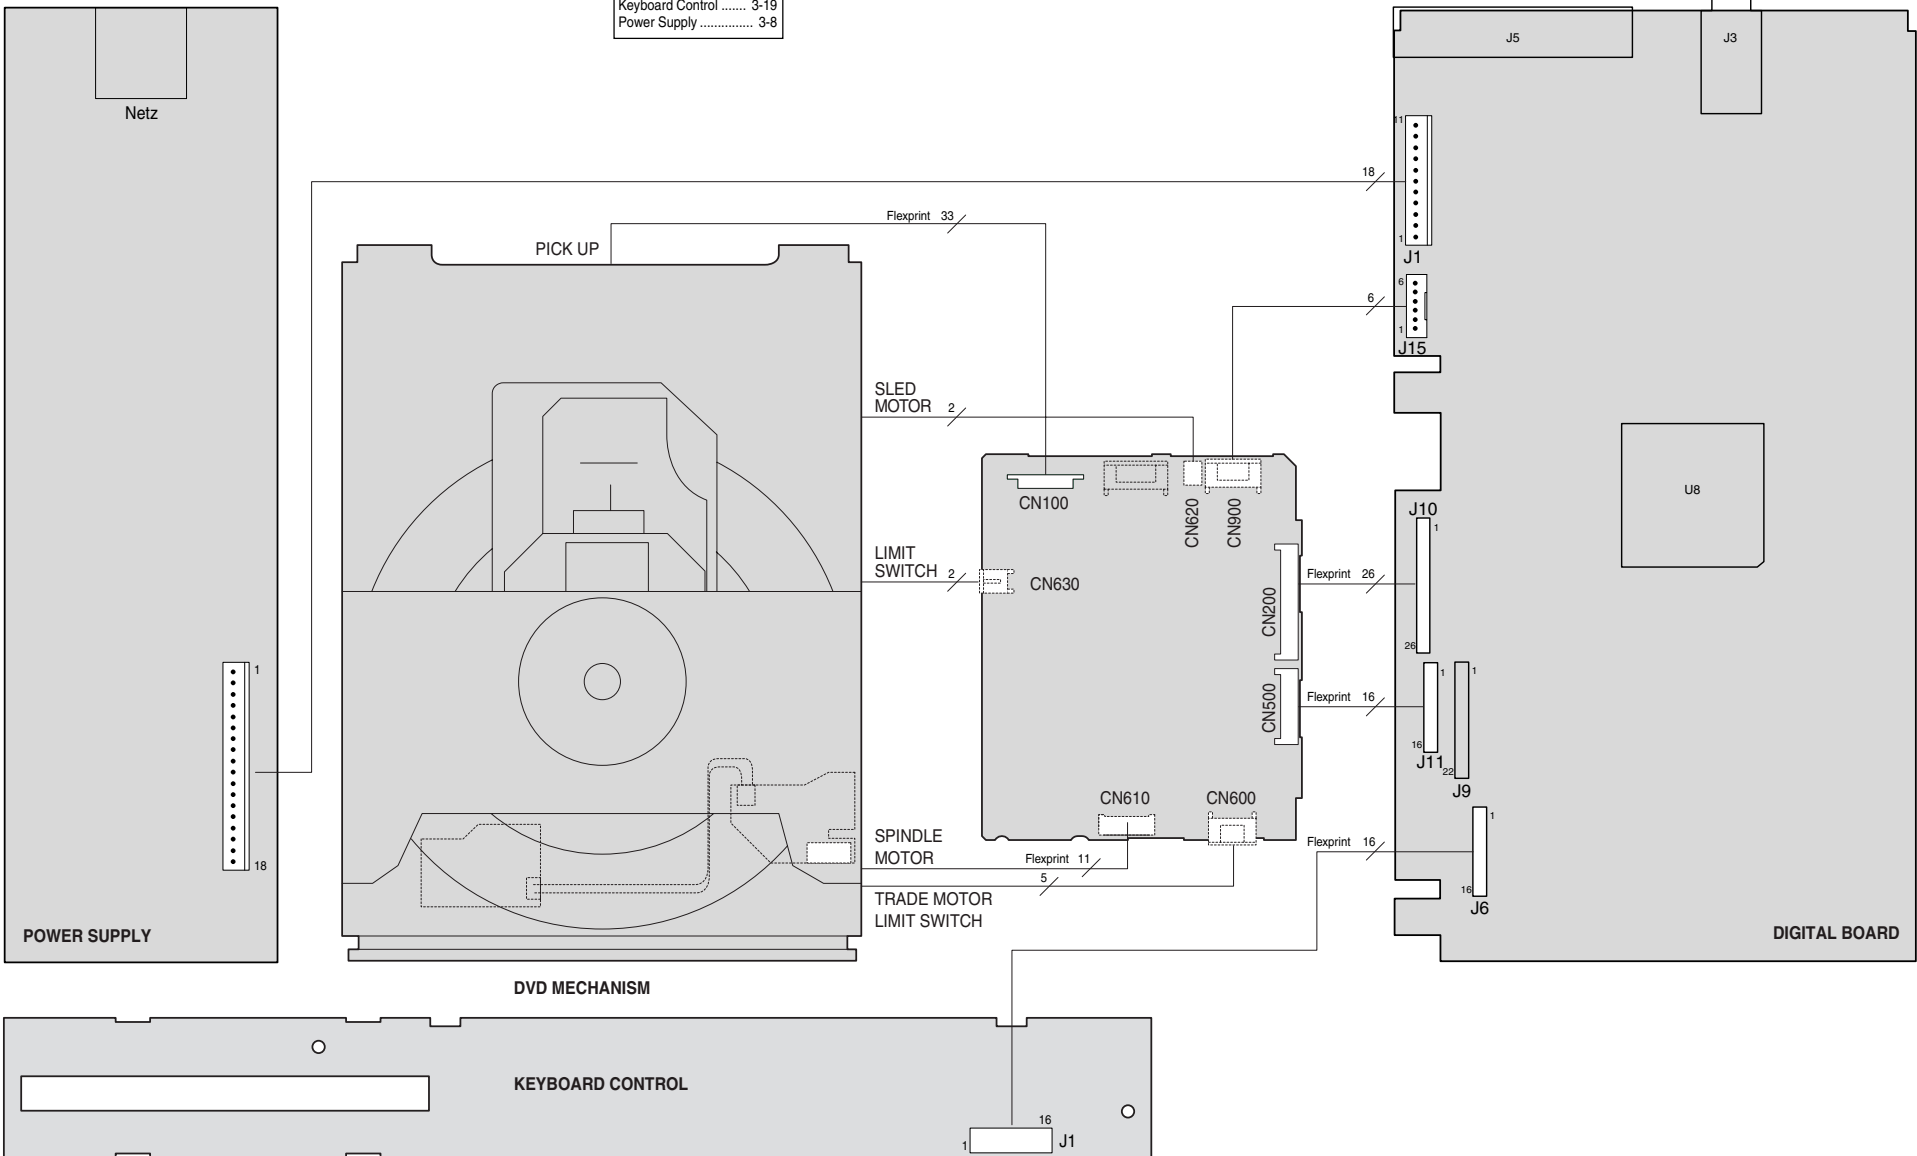 Keyboard Control ....... 3-19
Power Supply ............... 3-8
J5
J3
Netz
11
18
Flexprint 33
PICK UP
1
J1
6
6
1
J15
SLED
MOTOR 2
U8
CN100
CN620
CN900
J10
1
LIMIT
SWITCH 2
CN630
CN200
Flexprint 26
26
1
18
CN500
Flexprint 16
1
1
16
J11
22
J9
CN610
CN600
1
SPINDLE
MOTOR
Flexprint 11
5
Flexprint 16
16
J6
TRADE MOTOR
LIMIT SWITCH
POWER SUPPLY
DIGITAL BOARD
DVD MECHANISM
KEYBOARD CONTROL
16
1
J1